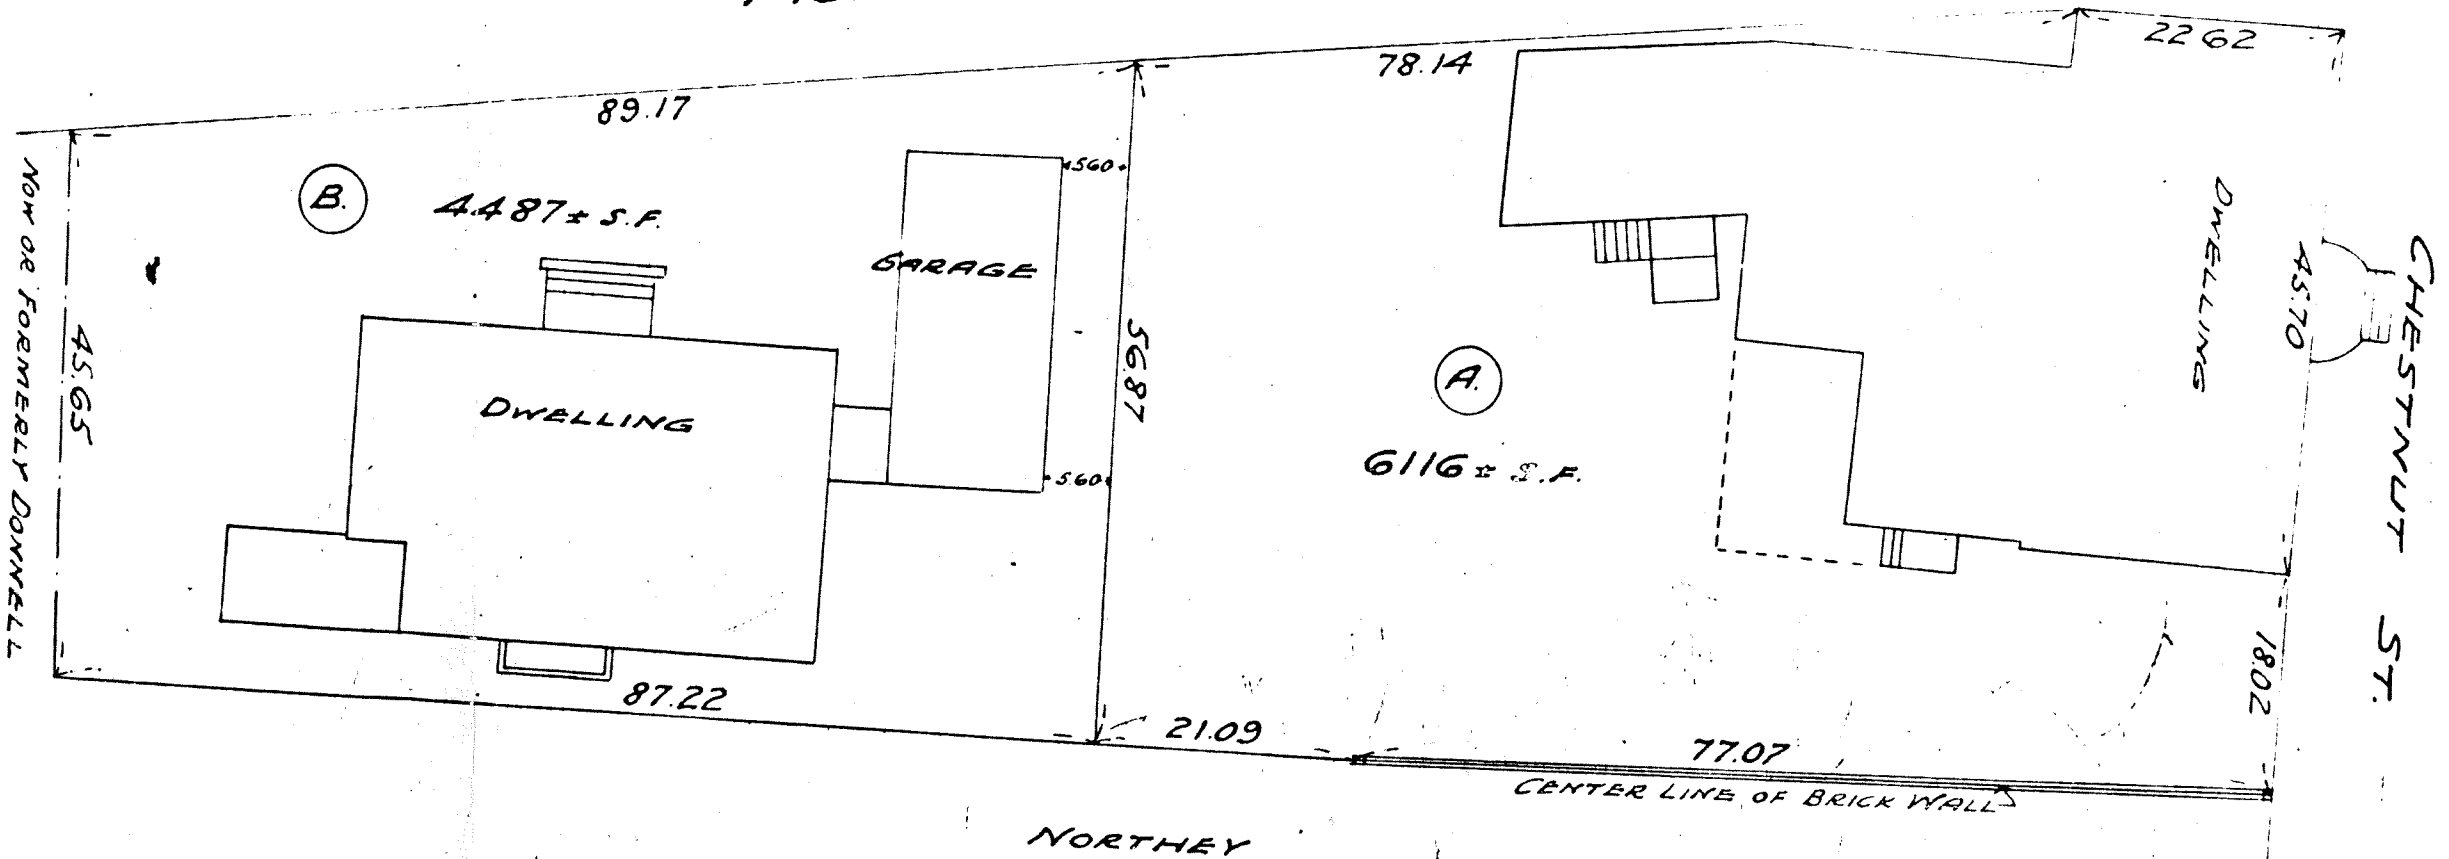 22 62
78.14
89.17
560
B.
4487± S.F.
GARAGE
DWELLING
45.70
CHESTNUT ST.
NOW OR FORMERLY DONNELL
45.65
56.87
A.
DWELLING
6116± S.F.
5.60
18.02
87.22
21.09
77.07
CENTER LINE OF BRICK WALL
NORTHEY